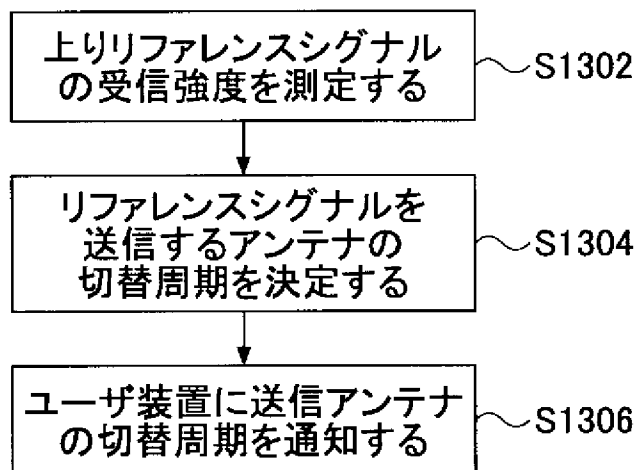 上りリファレンスシグナル
の受信強度を測定する
S1302
リファレンスシグナルを
送信するアンテナの
切替周期を決定する
S1304
ユーザ装置に送信アンテナ
の切替周期を通知する
S1306